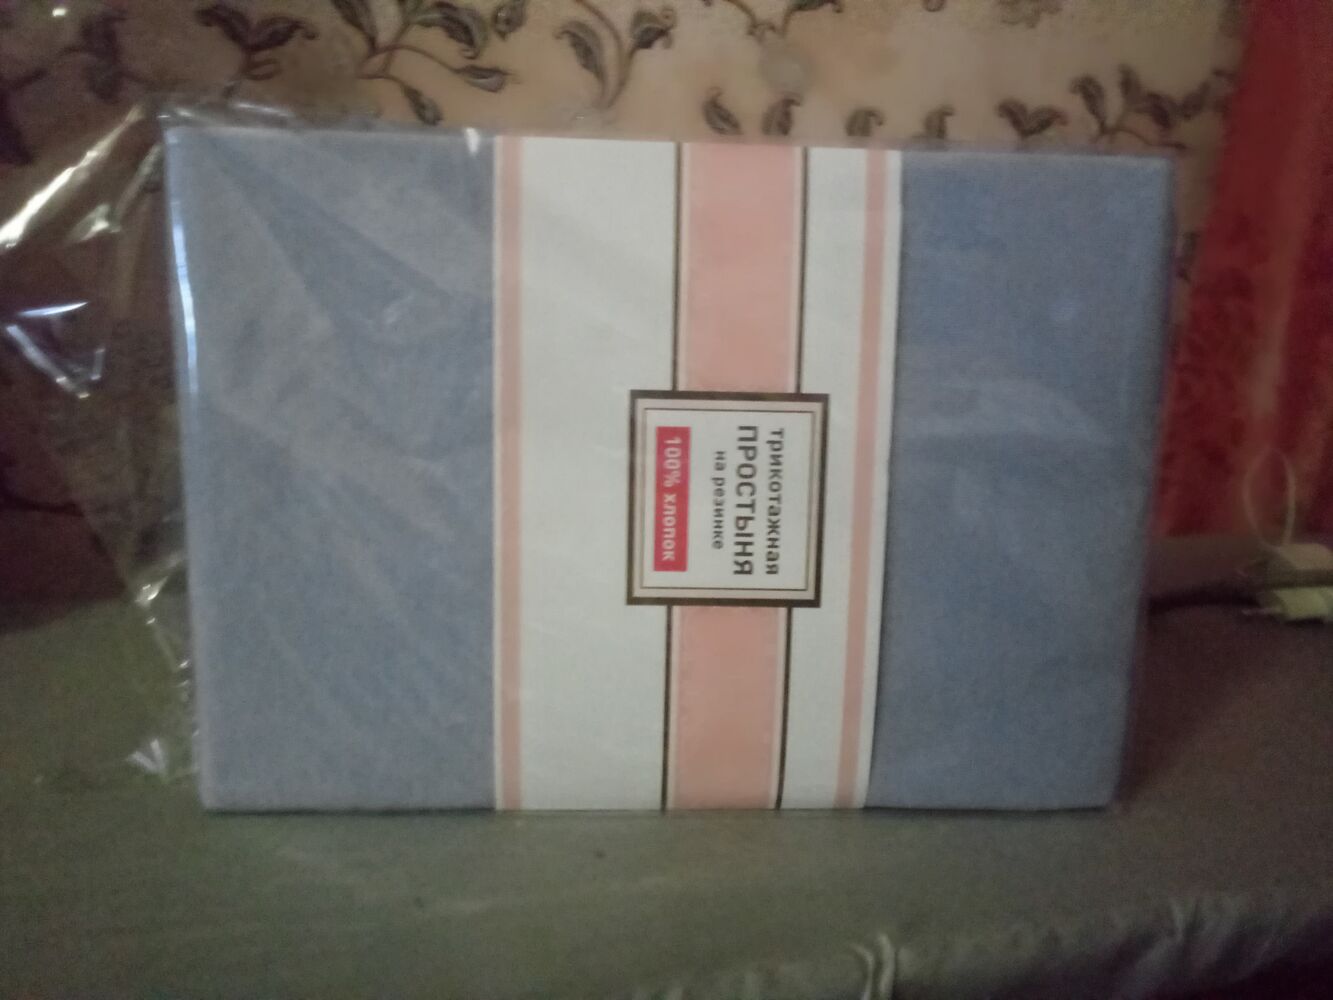 трикотажная
ПРОСТЫНЯ
на резинке
100% хлопок